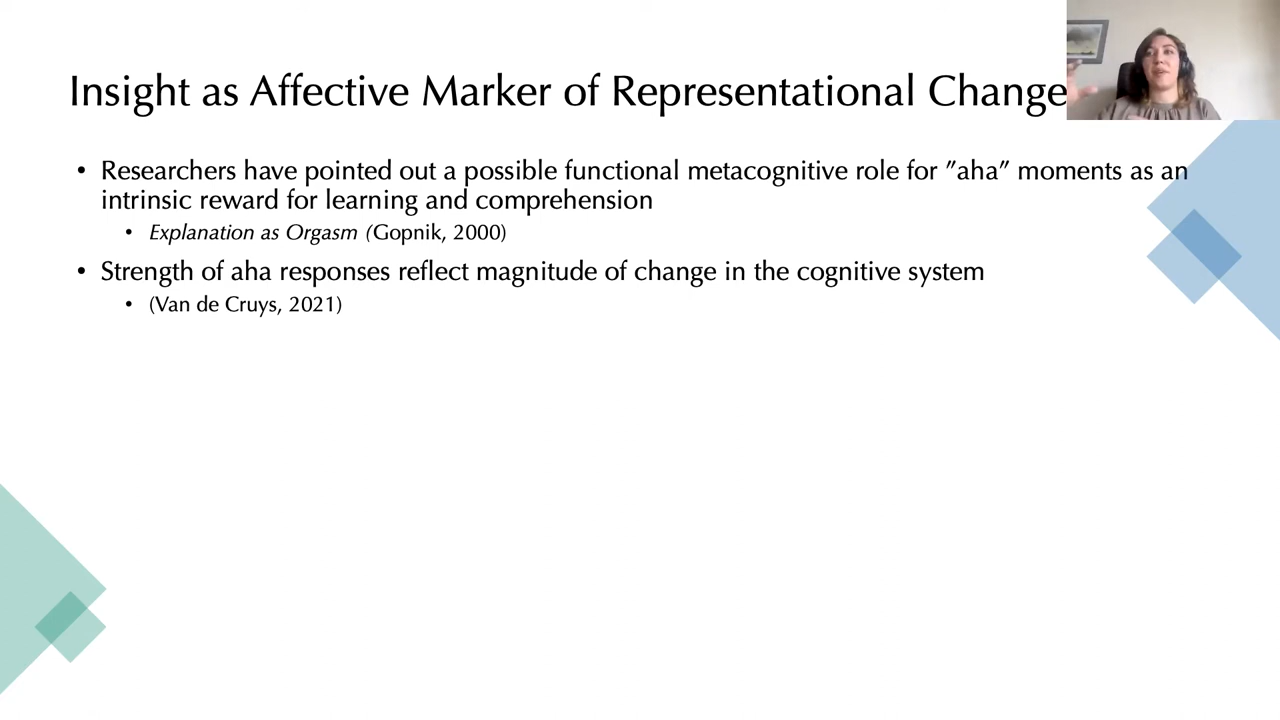 Insight as Affective Marker of Representational Change
• Researchers have pointed out a possible functional metacognitive role for ”aha” moments as an
intrinsic reward for learning and comprehension
• Explanation as Orgasm (Gopnik, 2000)
• Strength of aha responses reflect magnitude of change in the cognitive system
• (Van de Cruys, 2021)